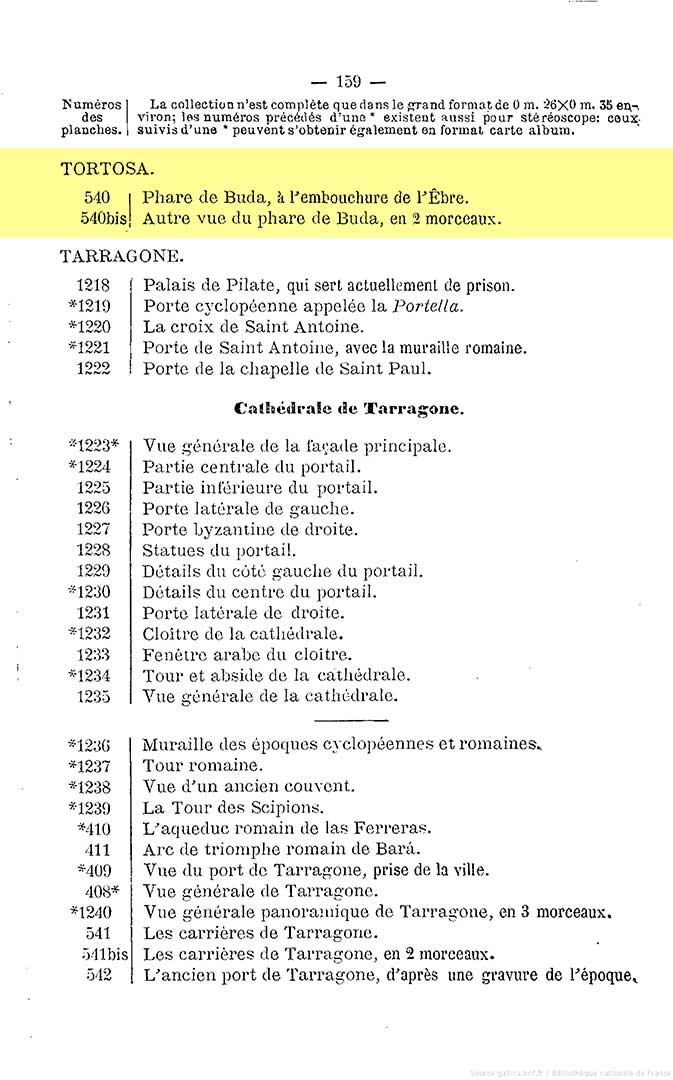 — 159 —
Numéros des planches.
La collection n'est complète que dans le grand format de 0 m. 26×0 m. 35 en-
viron; les numéros précédés d'une * existent aussi pour stéréoscope: ceux
suivis d'une * peuvent s'obtenir également en format carte album.
TORTOSA.
540 Phare de Buda, à l'embouchure de l'Êbre.
540bis Autre vue du phare de Buda, en 2 morceaux.
TARRAGONE.
1218 Palais de Pilate, qui sert actuellement de prison.
*1219 Porte cyclopéenne appelée la Portella.
*1220 La croix de Saint Antoine.
*1221 Porte de Saint Antoine, avec la muraille romaine.
1222 Porte de la chapelle de Saint Paul.
Cathédrale de Tarragone.
*1223* Vue générale de la façade principale.
*1224 Partie centrale du portail.
1225 Partie inférieure du portail.
1226 Porte latérale de gauche.
1227 Porte byzantine de droite.
1228 Statues du portail.
1229 Détails du côté gauche du portail.
*1230 Détails du centre du portail.
1231 Porte latérale de droite.
*1232 Cloître de la cathédrale.
1233 Fenêtre arabe du cloître.
*1234 Tour et abside de la cathédrale.
1235 Vue générale de la cathédrale.
*1236 Muraille des époques cyclopéennes et romaines.
*1237 Tour romaine.
*1238 Vue d'un ancien couvent.
*1239 La Tour des Scipions.
*410 L'aqueduc romain de las Ferreras.
411 Arc de triomphe romain de Bará.
*409 Vue du port de Tarragone, prise de la ville.
408* Vue générale de Tarragone.
*1240 Vue générale panoramique de Tarragone, en 3 morceaux.
541 Les carrières de Tarragone.
541bis Les carrières de Tarragone, en 2 morceaux.
542 L'ancien port de Tarragone, d'après une gravure de l'époque.
Source gallica.bnf.fr / Bibliothèque nationale de France